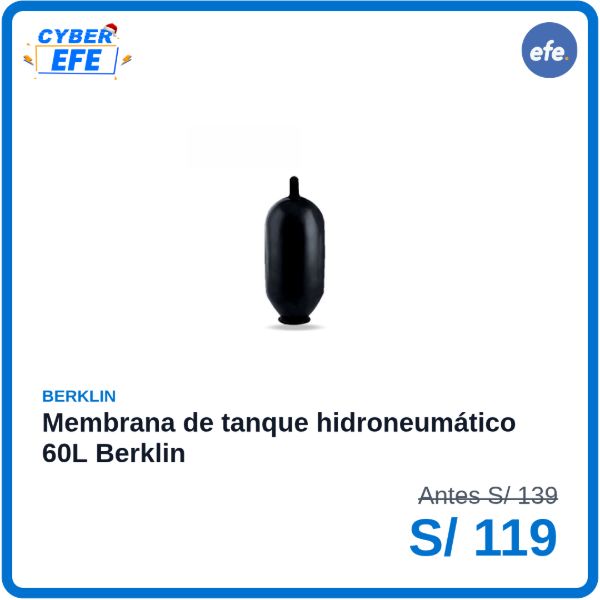 CYBER
EFE
efe.
BERKLIN
Membrana de tanque hidroneumático
60L Berklin
Antes S/ 139
S/ 119